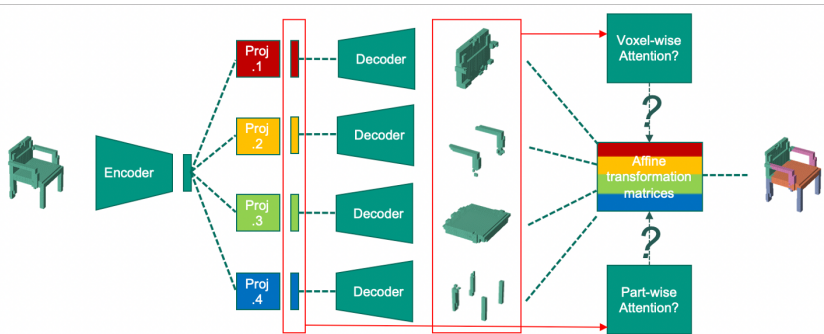 Proj
.1
Decoder
Voxel-wise
Attention?
?
Proj
.2
Decoder
Encoder
Affine
transformation
matrices
Proj
.3
Decoder
?
Proj
.4
Decoder
Part-wise
Attention?